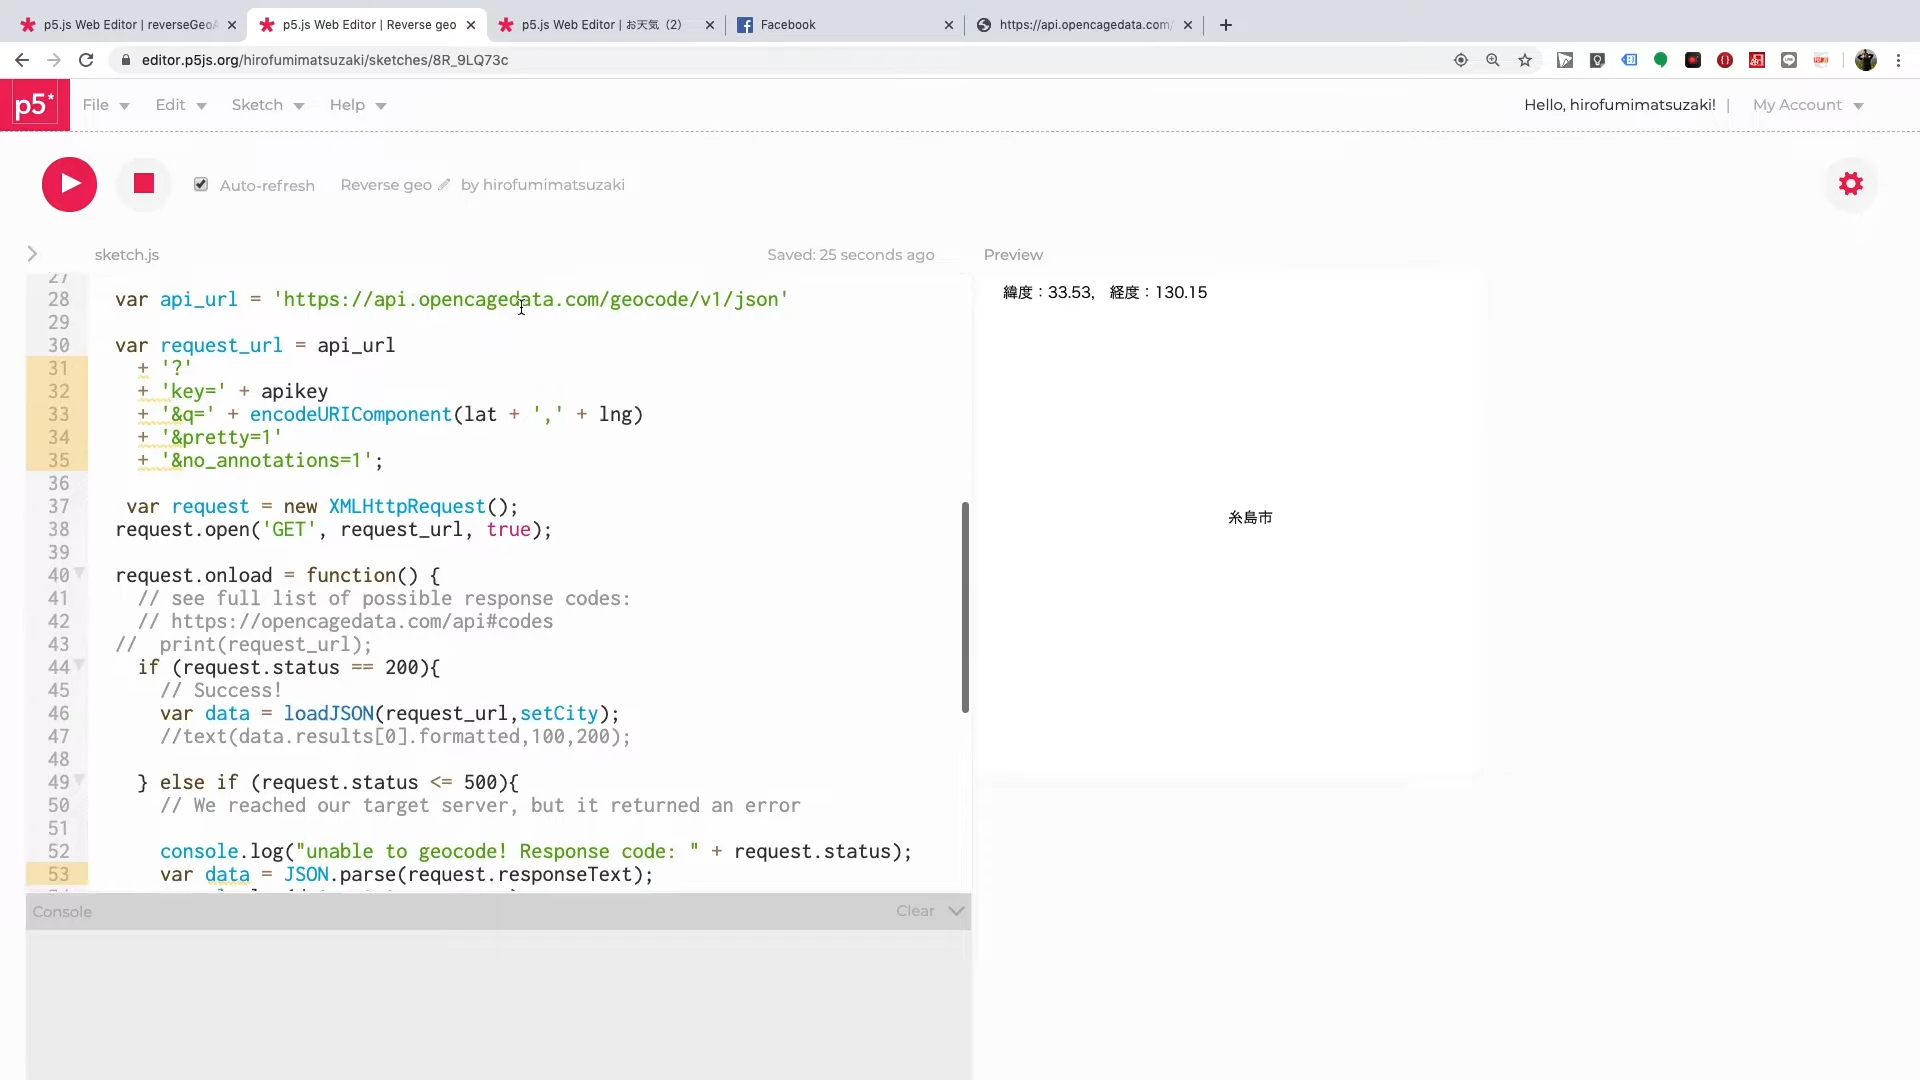 p5.js Web Editor | reverseGeoA
p5.js Web Editor | Reverse geo
p5.js Web Editor | お天気（2）
Facebook
https://api.opencagedata.com/
editor.p5js.org/hirofumimatsuzaki/sketches/8R_9LQ73c
p5*
File
Edit
Sketch
Help
Hello, hirofumimatsuzaki! |
My Account
Auto-refresh
Reverse geo
by hirofumimatsuzaki
sketch.js
Saved: 25 seconds ago
Preview
27
28 var api_url = 'https://api.opencagedata.com/geocode/v1/json'
29
30 var request_url = api_url
31 + '?'
32 + 'key=' + apikey
33 + '&q=' + encodeURIComponent(lat + ',' + lng)
34 + '&pretty=1'
35 + '&no_annotations=1';
36
37 var request = new XMLHttpRequest();
38 request.open('GET', request_url, true);
39
40 request.onload = function() {
41 // see full list of possible response codes:
42 // https://opencagedata.com/api#codes
43 // print(request_url);
44 if (request.status == 200){
45 // Success!
46 var data = loadJSON(request_url,setCity);
47 //text(data.results[0].formatted,100,200);
48
49 } else if (request.status <= 500){
50 // We reached our target server, but it returned an error
51
52 console.log("unable to geocode! Response code: " + request.status);
53 var data = JSON.parse(request.responseText);
緯度：33.53, 経度：130.15
糸島市
Console
Clear